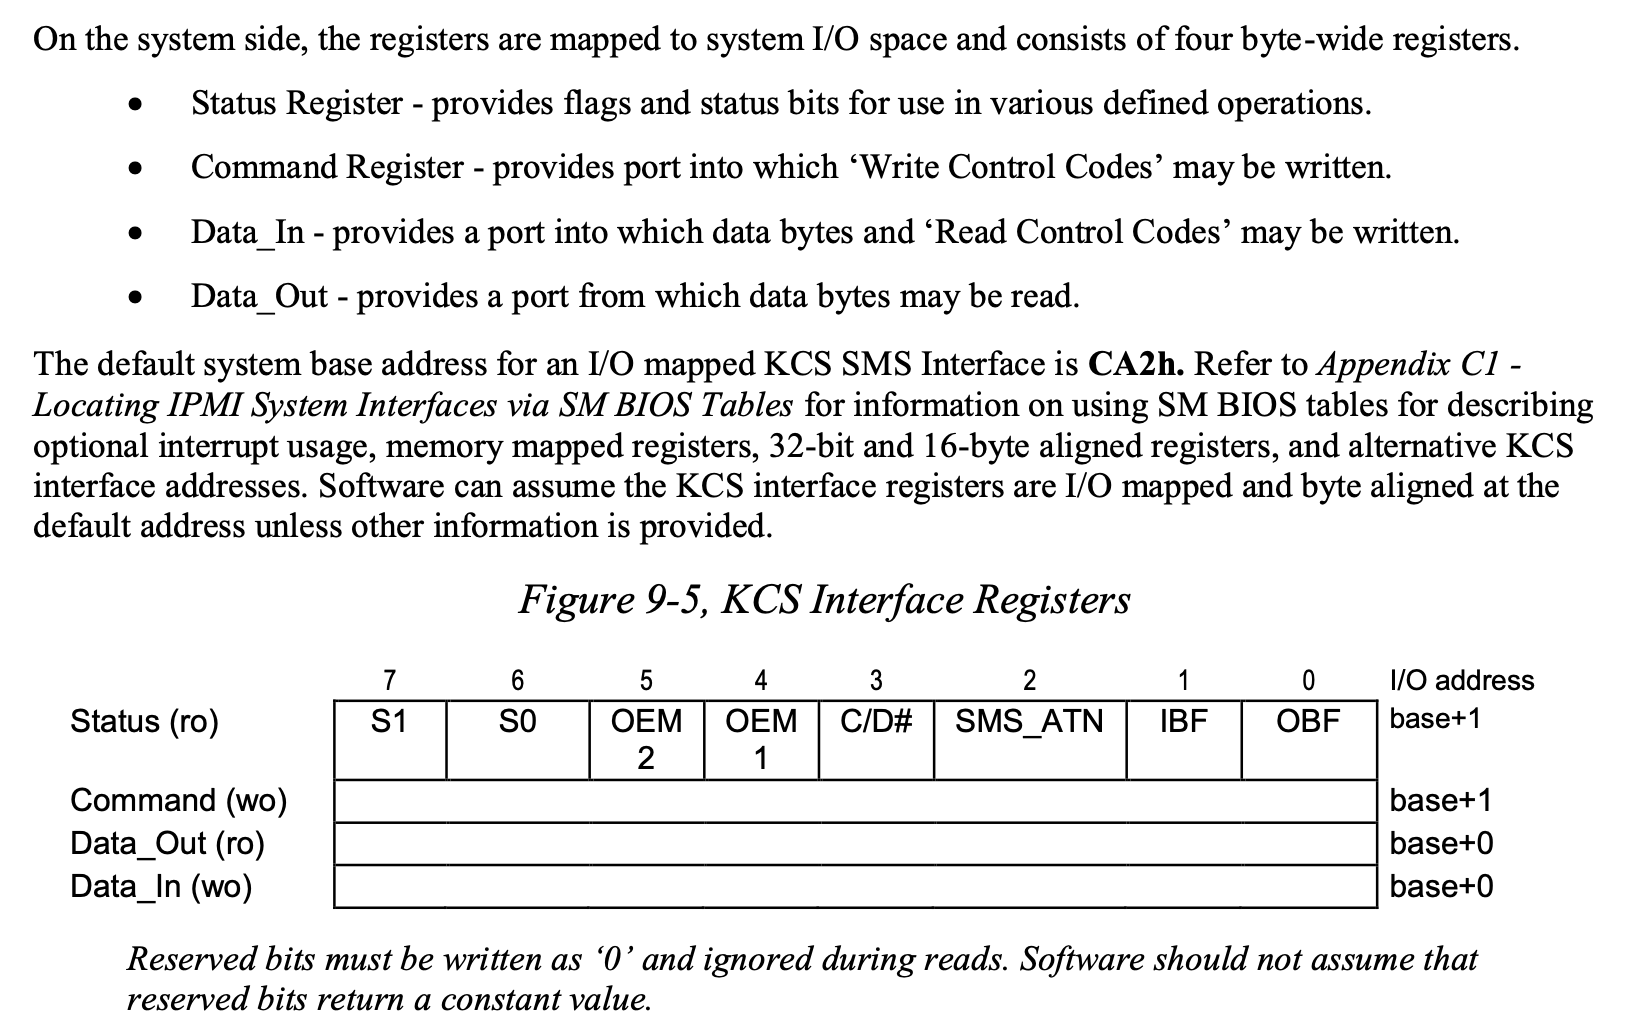 On the system side, the registers are mapped to system I/O space and consists of four byte-wide registers.
• Status Register - provides flags and status bits for use in various defined operations.
• Command Register - provides port into which ‘Write Control Codes’ may be written.
• Data_In - provides a port into which data bytes and ‘Read Control Codes’ may be written.
• Data_Out - provides a port from which data bytes may be read.
The default system base address for an I/O mapped KCS SMS Interface is CA2h. Refer to Appendix C1 -
Locating IPMI System Interfaces via SM BIOS Tables for information on using SM BIOS tables for describing
optional interrupt usage, memory mapped registers, 32-bit and 16-byte aligned registers, and alternative KCS
interface addresses. Software can assume the KCS interface registers are I/O mapped and byte aligned at the
default address unless other information is provided.
Figure 9-5, KCS Interface Registers
7 6 5 4 3 2 1 0 I/O address
Status (ro) S1 S0 OEM OEM C/D# SMS_ATN IBF OBF base+1
2 1
Command (wo) base+1
Data_Out (ro) base+0
Data_In (wo) base+0
Reserved bits must be written as ‘0’ and ignored during reads. Software should not assume that
reserved bits return a constant value.